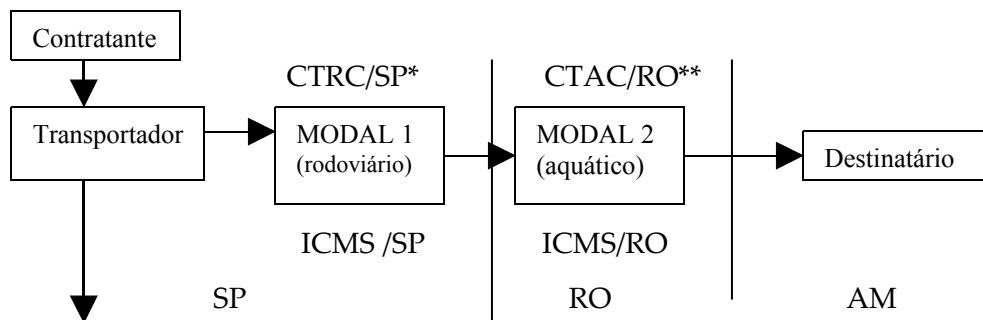 Contratante
CTRC/SP*
CTAC/RO**
Transportador
MODAL 1
(rodoviário)
MODAL 2
(aquático)
Destinatário
ICMS /SP
ICMS/RO
SP
RO
AM